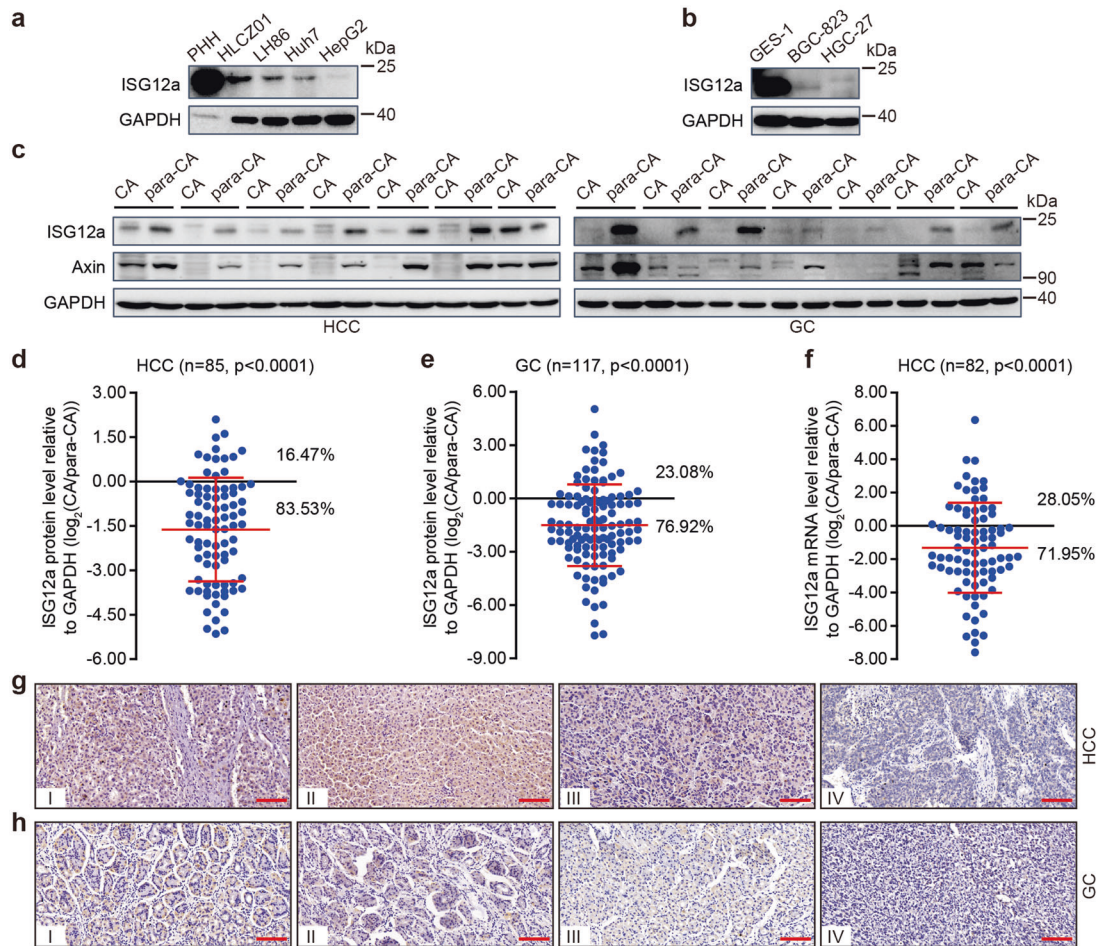 a
PHH
HLCZ01
LH86
Huh7
HepG2
kDa
ISG12a
25
GAPDH
40
b
GES-1
BGC-823
HGC-27
kDa
ISG12a
25
GAPDH
40
c
CA para-CA CA para-CA CA para-CA CA para-CA CA para-CA CA para-CA CA para-CA
CA para-CA CA para-CA CA para-CA CA para-CA CA para-CA CA para-CA CA para-CA
kDa
ISG12a
25
Axin
90
GAPDH
40
HCC
GC
d
HCC (n=85, p<0.0001)
ISG12a protein level relative
to GAPDH (log₂(CA/para-CA))
3.00
1.50
0.00
-1.50
-3.00
-4.50
-6.00
16.47%
83.53%
e
GC (n=117, p<0.0001)
ISG12a protein level relative
to GAPDH (log₂(CA/para-CA))
6.00
3.00
0.00
-3.00
-6.00
-9.00
23.08%
76.92%
f
HCC (n=82, p<0.0001)
ISG12a mRNA level relative
to GAPDH (log₂(CA/para-CA))
8.00
6.00
4.00
2.00
0.00
-2.00
-4.00
-6.00
-8.00
28.05%
71.95%
g
I
II
III
IV
HCC
h
I
II
III
IV
GC